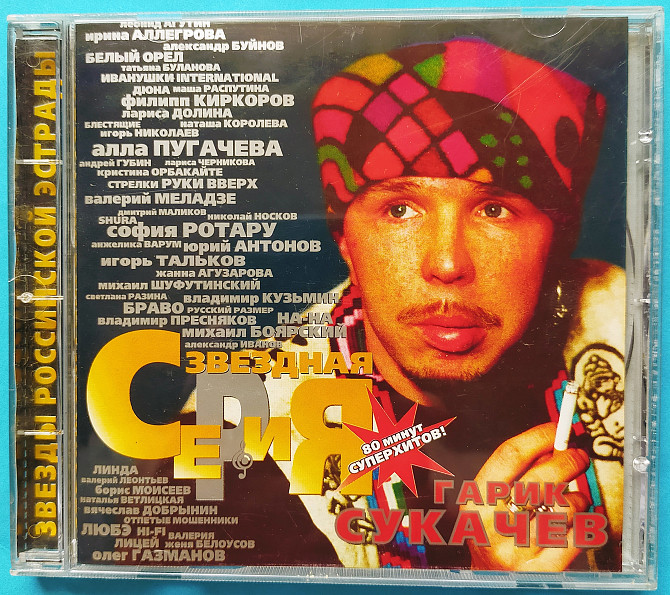 ЗВЕЗДЫ РОССИЙСКОЙ ЭСТРАДЫ
леонид АГУТИН
ирина АЛЛЕГРОВА
александр БУЙНОВ
БЕЛЫЙ ОРЕЛ
татьяна БУЛАНОВА
ИВАНУШКИ INTERNATIONAL
ДЮНА маша РАСПУТИНА
филипп КИРКОРОВ
лариса ДОЛИНА
БЛЕСТЯЩИЕ наташа КОРОЛЕВА
игорь НИКОЛАЕВ
алла ПУГАЧЕВА
андрей ГУБИН лариса ЧЕРНИКОВА
кристина ОРБАКАЙТЕ
СТРЕЛКИ РУКИ ВВЕРХ
валерий МЕЛАДЗЕ
дмитрий МАЛИКОВ
SHURA николай НОСКОВ
софия РОТАРУ
анжелика ВАРУМ юрий АНТОНОВ
игорь ТАЛЬКОВ
жанна АГУЗАРОВА
михаил ШУФУТИНСКИЙ
светлана РАЗИНА владимир КУЗЬМИН
БРАВО РУССКИЙ РАЗМЕР
владимир ПРЕСНЯКОВ НА-НА
михаил БОЯРСКИЙ
александр ИВАНОВ
ЗВЕЗДНАЯ
СЕРИЯ
80 минут
СУПЕРХИТОВ!
ЛИНДА
валерий ЛЕОНТЬЕВ
борис МОИСЕЕВ
наталья ВЕТЛИЦКАЯ
вячеслав ДОБРЫНИН
ОТПЕТЫЕ МОШЕННИКИ
ЛЮБЭ HI-FI ВАЛЕРИЯ
ЛИЦЕЙ женя БЕЛОУСОВ
олег ГАЗМАНОВ
ГАРИК
СУКАЧЕВ